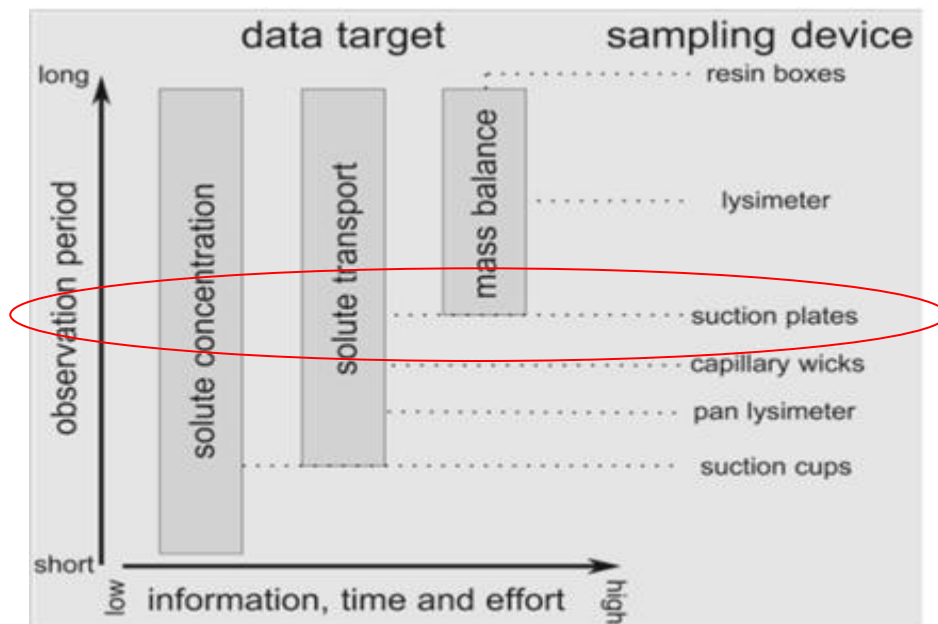 data target
sampling device
long
resin boxes
lysimeter
suction plates
capillary wicks
pan lysimeter
suction cups
observation period
solute concentration
solute transport
mass balance
short
low
information, time and effort
high